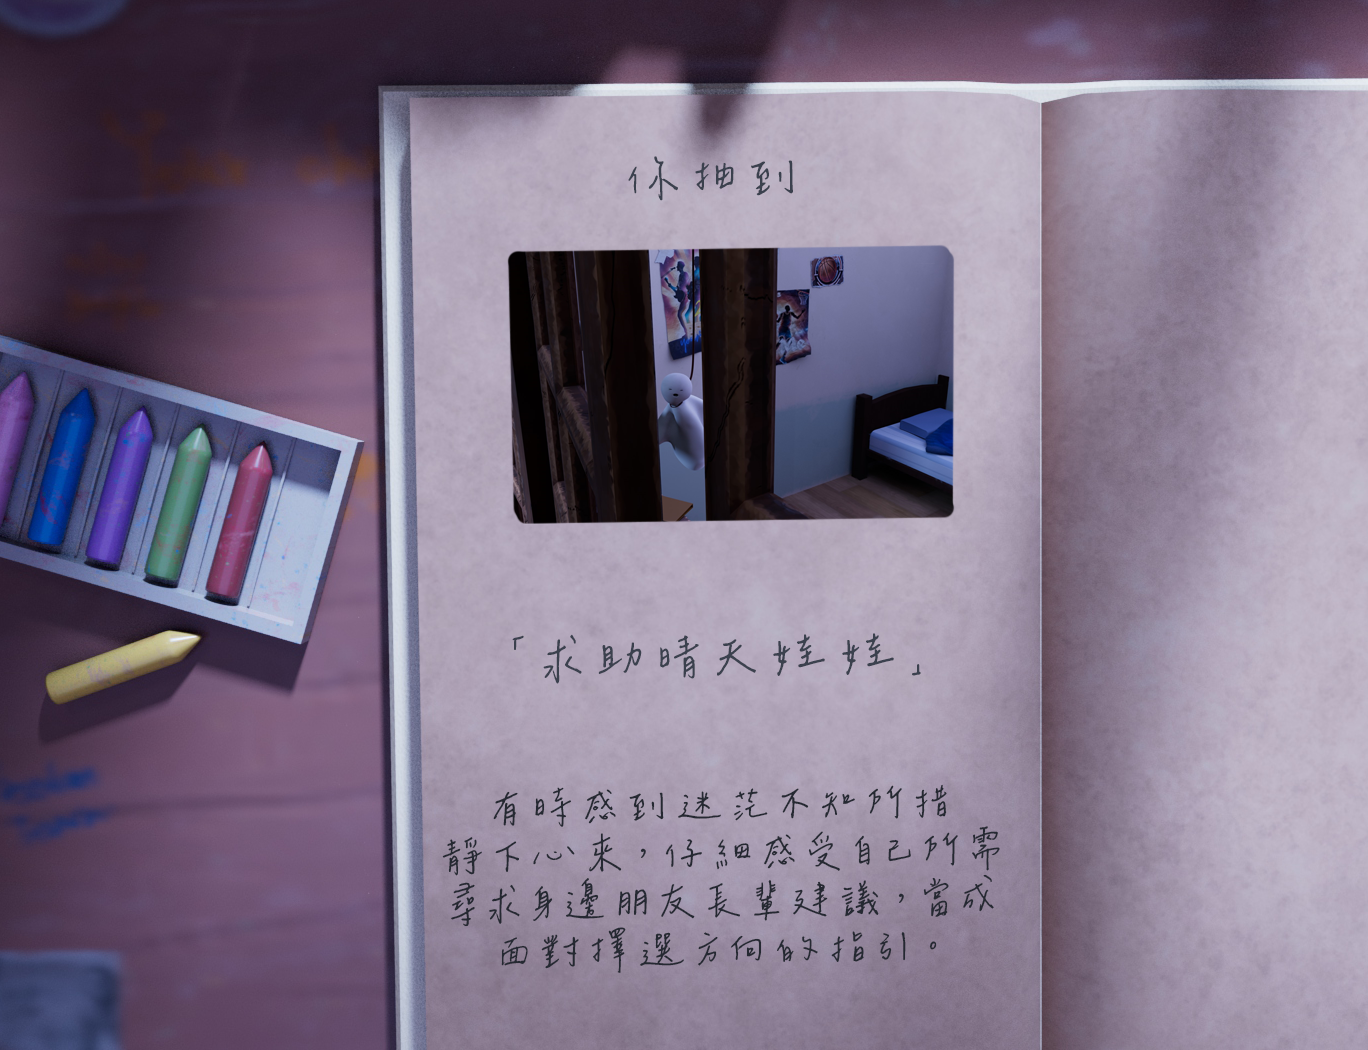 你抽到
「求助晴天娃娃」
有時感到迷茫不知所措
靜下心來，仔細感受自己所需
尋求身邊朋友長輩建議，當成
面對擇選方向的指引。